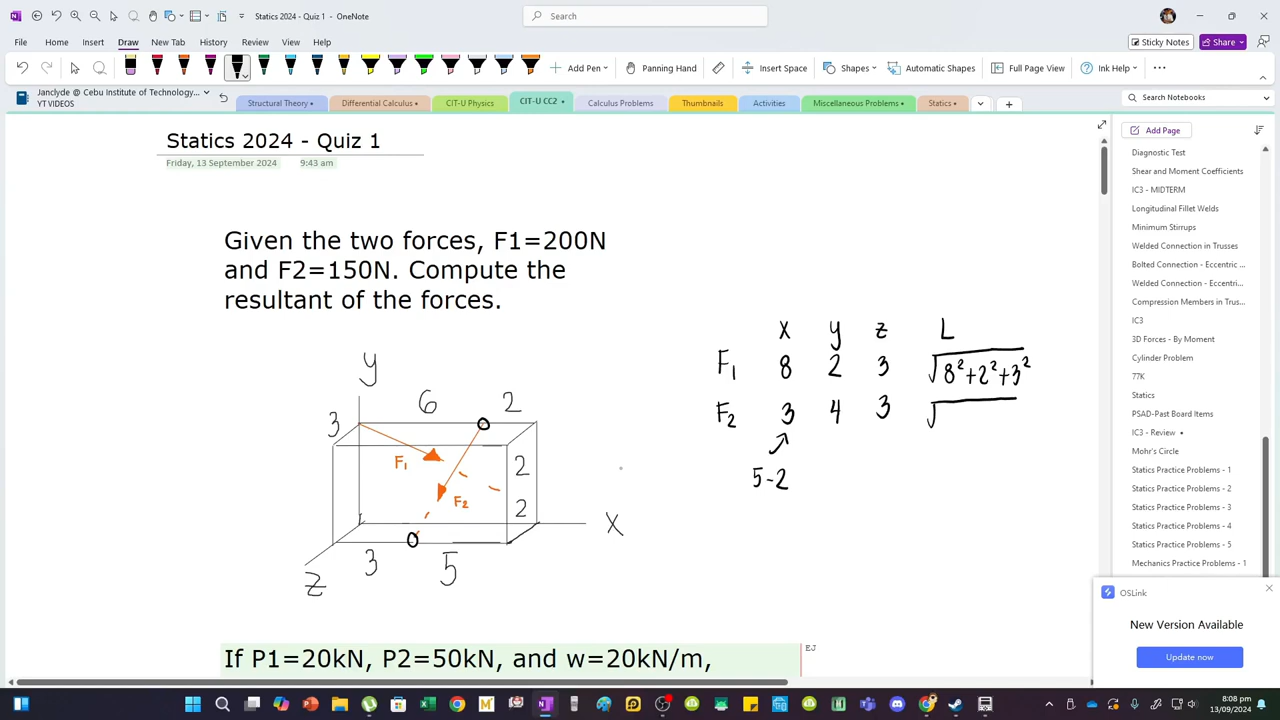 Statics 2024 - Quiz 1 - OneNote
Search
File Home Insert Draw New Tab History Review View Help
Sticky Notes Share
Add Pen Panning Hand Insert Space Shapes Automatic Shapes Full Page View Ink Help
Janclyde @ Cebu Institute of Technology...
YT VIDEOS
Structural Theory Differential Calculus CIT-U Physics CIT-U CC2 Calculus Problems Thumbnails Activities Miscellaneous Problems Statics
Search Notebooks
Add Page
Statics 2024 - Quiz 1
Friday, 13 September 2024 9:43 am
Given the two forces, F1=200N
and F2=150N. Compute the
resultant of the forces.
x y z L
F₁ 8 2 3 √8²+2²+3²
F₂ 3 4 3 √
5-2
y
6 2
3
F₁
2
F₂
2
x
3 5
z
If P1=20kN, P2=50kN, and w=20kN/m,
EJ
Diagnostic Test
Shear and Moment Coefficients
IC3 - MIDTERM
Longitudinal Fillet Welds
Minimum Stirrups
Welded Connection in Trusses
Bolted Connection - Eccentric ...
Welded Connection - Eccentri...
Compression Members in Trus...
IC3
3D Forces - By Moment
Cylinder Problem
77K
Statics
PSAD-Past Board Items
IC3 - Review
Mohr's Circle
Statics Practice Problems - 1
Statics Practice Problems - 2
Statics Practice Problems - 3
Statics Practice Problems - 4
Statics Practice Problems - 5
Mechanics Practice Problems - 1
OSLink
New Version Available
Update now
8:08 pm
13/09/2024